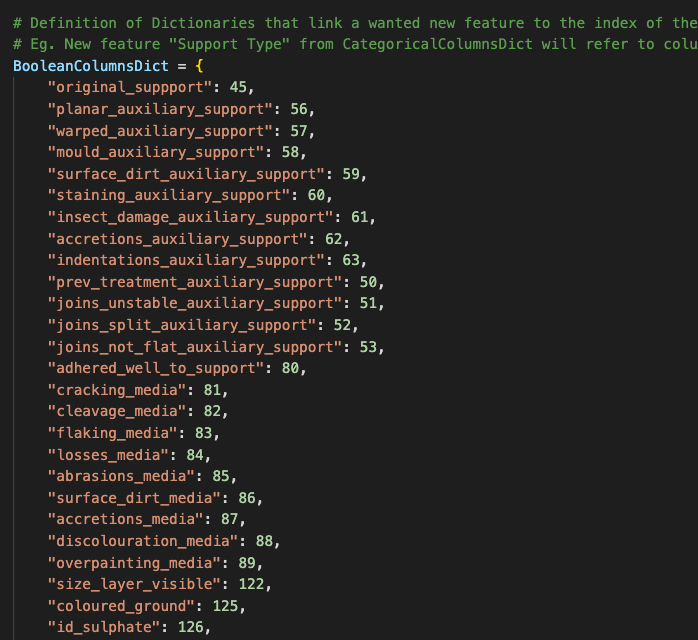 # Definition of Dictionaries that link a wanted new feature to the index of the
# Eg. New feature "Support Type" from CategoricalColumnsDict will refer to colu
BooleanColumnsDict = {
"original_suppport": 45,
"planar_auxiliary_support": 56,
"warped_auxiliary_support": 57,
"mould_auxiliary_support": 58,
"surface_dirt_auxiliary_support": 59,
"staining_auxiliary_support": 60,
"insect_damage_auxiliary_support": 61,
"accretions_auxiliary_support": 62,
"indentations_auxiliary_support": 63,
"prev_treatment_auxiliary_support": 50,
"joins_unstable_auxiliary_support": 51,
"joins_split_auxiliary_support": 52,
"joins_not_flat_auxiliary_support": 53,
"adhered_well_to_support": 80,
"cracking_media": 81,
"cleavage_media": 82,
"flaking_media": 83,
"losses_media": 84,
"abrasions_media": 85,
"surface_dirt_media": 86,
"accretions_media": 87,
"discolouration_media": 88,
"overpainting_media": 89,
"size_layer_visible": 122,
"coloured_ground": 125,
"id_sulphate": 126,